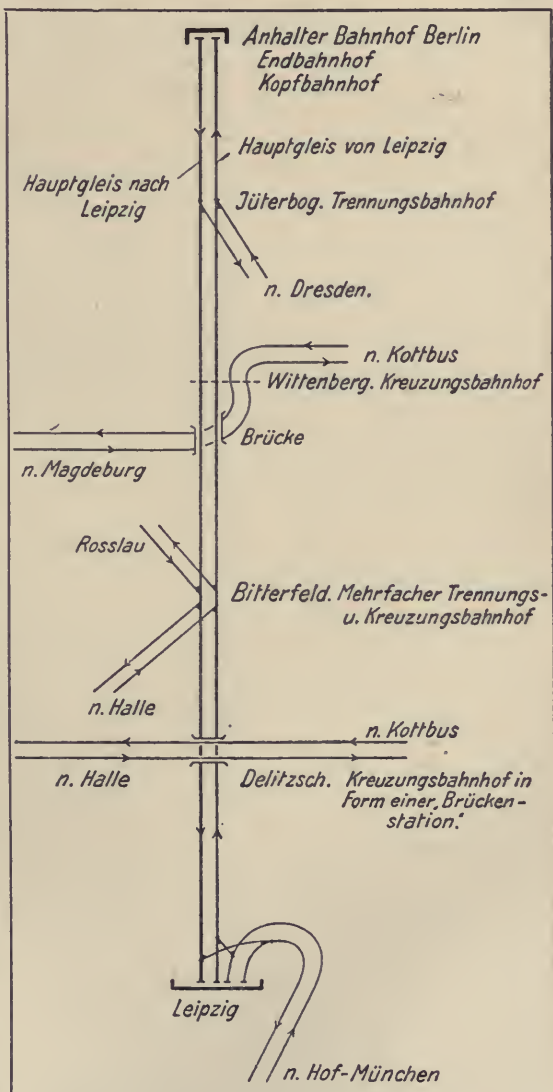 Anhalter Bahnhof Berlin
Endbahnhof
Kopfbahnhof
Hauptgleis von Leipzig
Hauptgleis nach
Leipzig
Jüterbog. Trennungsbahnhof
n. Dresden.
n. Kottbus
Wittenberg. Kreuzungsbahnhof
Brücke
n. Magdeburg
Rosslau
Bitterfeld. Mehrfacher Trennungs-
u. Kreuzungsbahnhof
n. Halle
n. Kottbus
n. Halle
Delitzsch. Kreuzungsbahnhof in
Form einer „Brücken-
station."
Leipzig
n. Hof-München